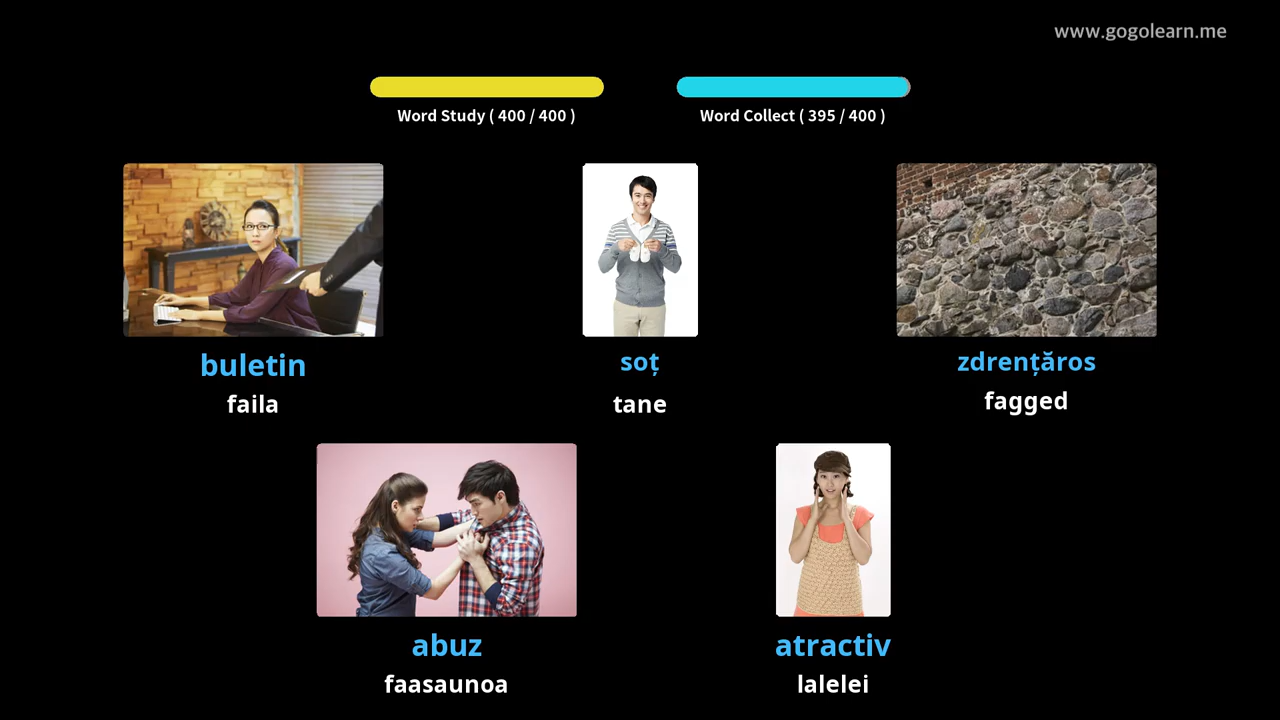 www.gogolearn.me
Word Study ( 400 / 400 )
Word Collect ( 395 / 400 )
buletin
faila
soț
tane
zdrențăros
fagged
abuz
faasaunoa
atractiv
lalelei